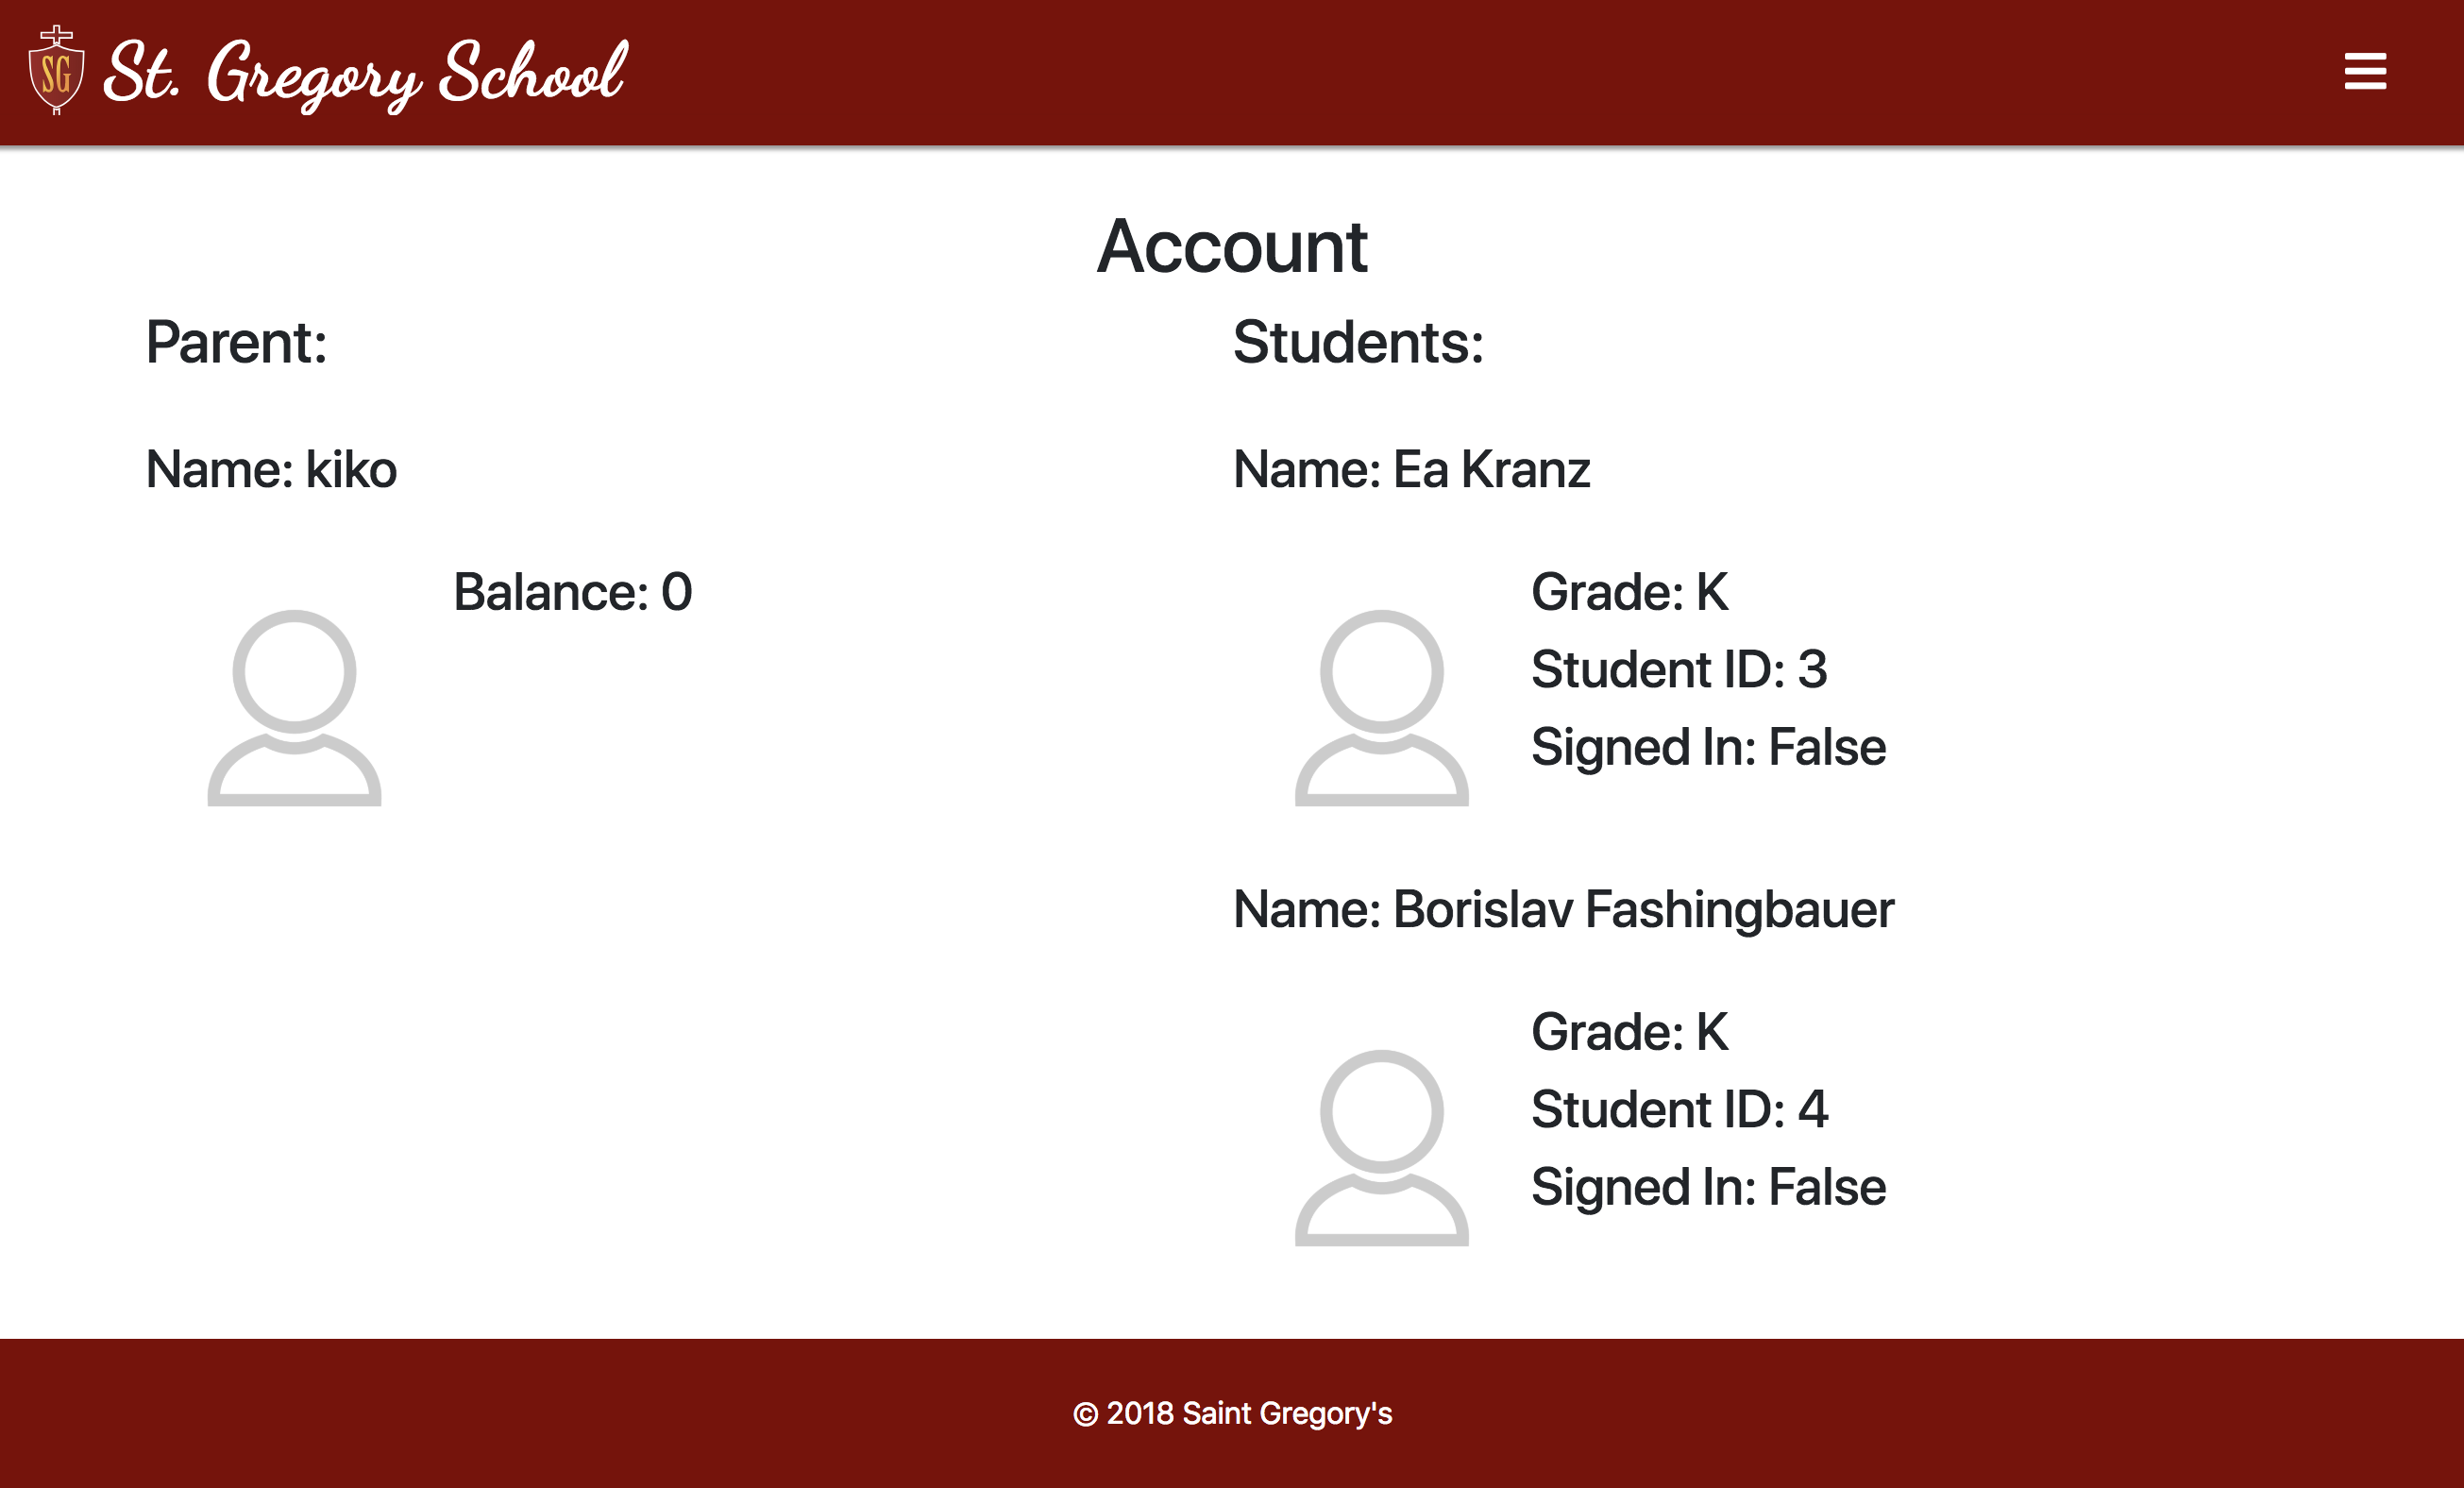 SG St. Gregory School
Account
Parent:
Name: kiko
Balance: 0
Students:
Name: Ea Kranz
Grade: K
Student ID: 3
Signed In: False
Name: Borislav Fashingbauer
Grade: K
Student ID: 4
Signed In: False
© 2018 Saint Gregory's